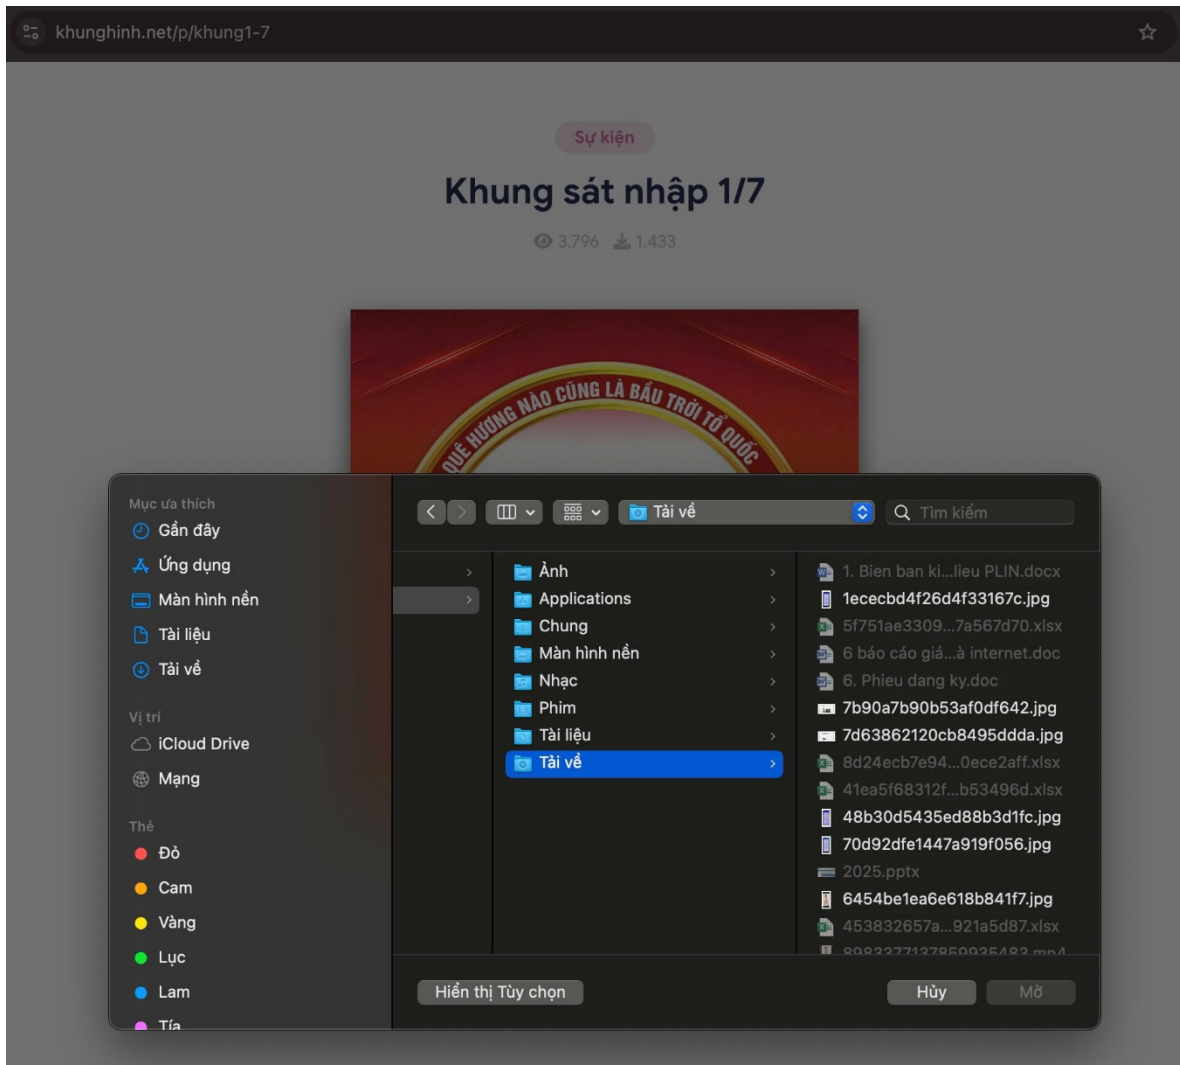 khunghinh.net/p/khung1-7
Sự kiện
Khung sát nhập 1/7
3.796 1.433
QUÊ HƯƠNG NÀO CŨNG LÀ BẦU TRỜI TỔ QUỐC
Mục ưa thích
Gần đây
Ứng dụng
Màn hình nền
Tài liệu
Tải về
Vị trí
iCloud Drive
Mạng
Thẻ
Đỏ
Cam
Vàng
Lục
Lam
Tía
Tải về
Tìm kiếm
Ảnh
Applications
Chung
Màn hình nền
Nhạc
Phim
Tài liệu
Tải về
1. Bien ban ki...lieu PLIN.docx
1ececbd4f26d4f33167c.jpg
5f751ae3309...7a567d70.xlsx
6 báo cáo giá...à internet.doc
6. Phieu dang ky.doc
7b90a7b90b53af0df642.jpg
7d63862120cb8495ddda.jpg
8d24ecb7e94...0ece2aff.xlsx
41ea5f68312f...b53496d.xlsx
48b30d5435ed88b3d1fc.jpg
70d92dfe1447a919f056.jpg
2025.pptx
6454be1ea6e618b841f7.jpg
453832657a...921a5d87.xlsx
8983377137859935483.mp4
Hiển thị Tùy chọn
Hủy
Mở